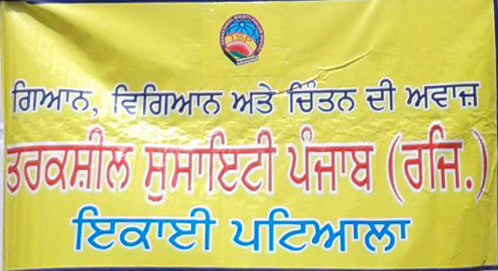 ਗਿਆਨ, ਵਿਗਿਆਨ ਅਤੇ ਚਿੰਤਨ ਦੀ ਅਵਾਜ਼
ਤਰਕਸ਼ੀਲ ਸੁਸਾਇਟੀ ਪੰਜਾਬ (ਰਜਿ.)
ਇਕਾਈ ਪਟਿਆਲਾ